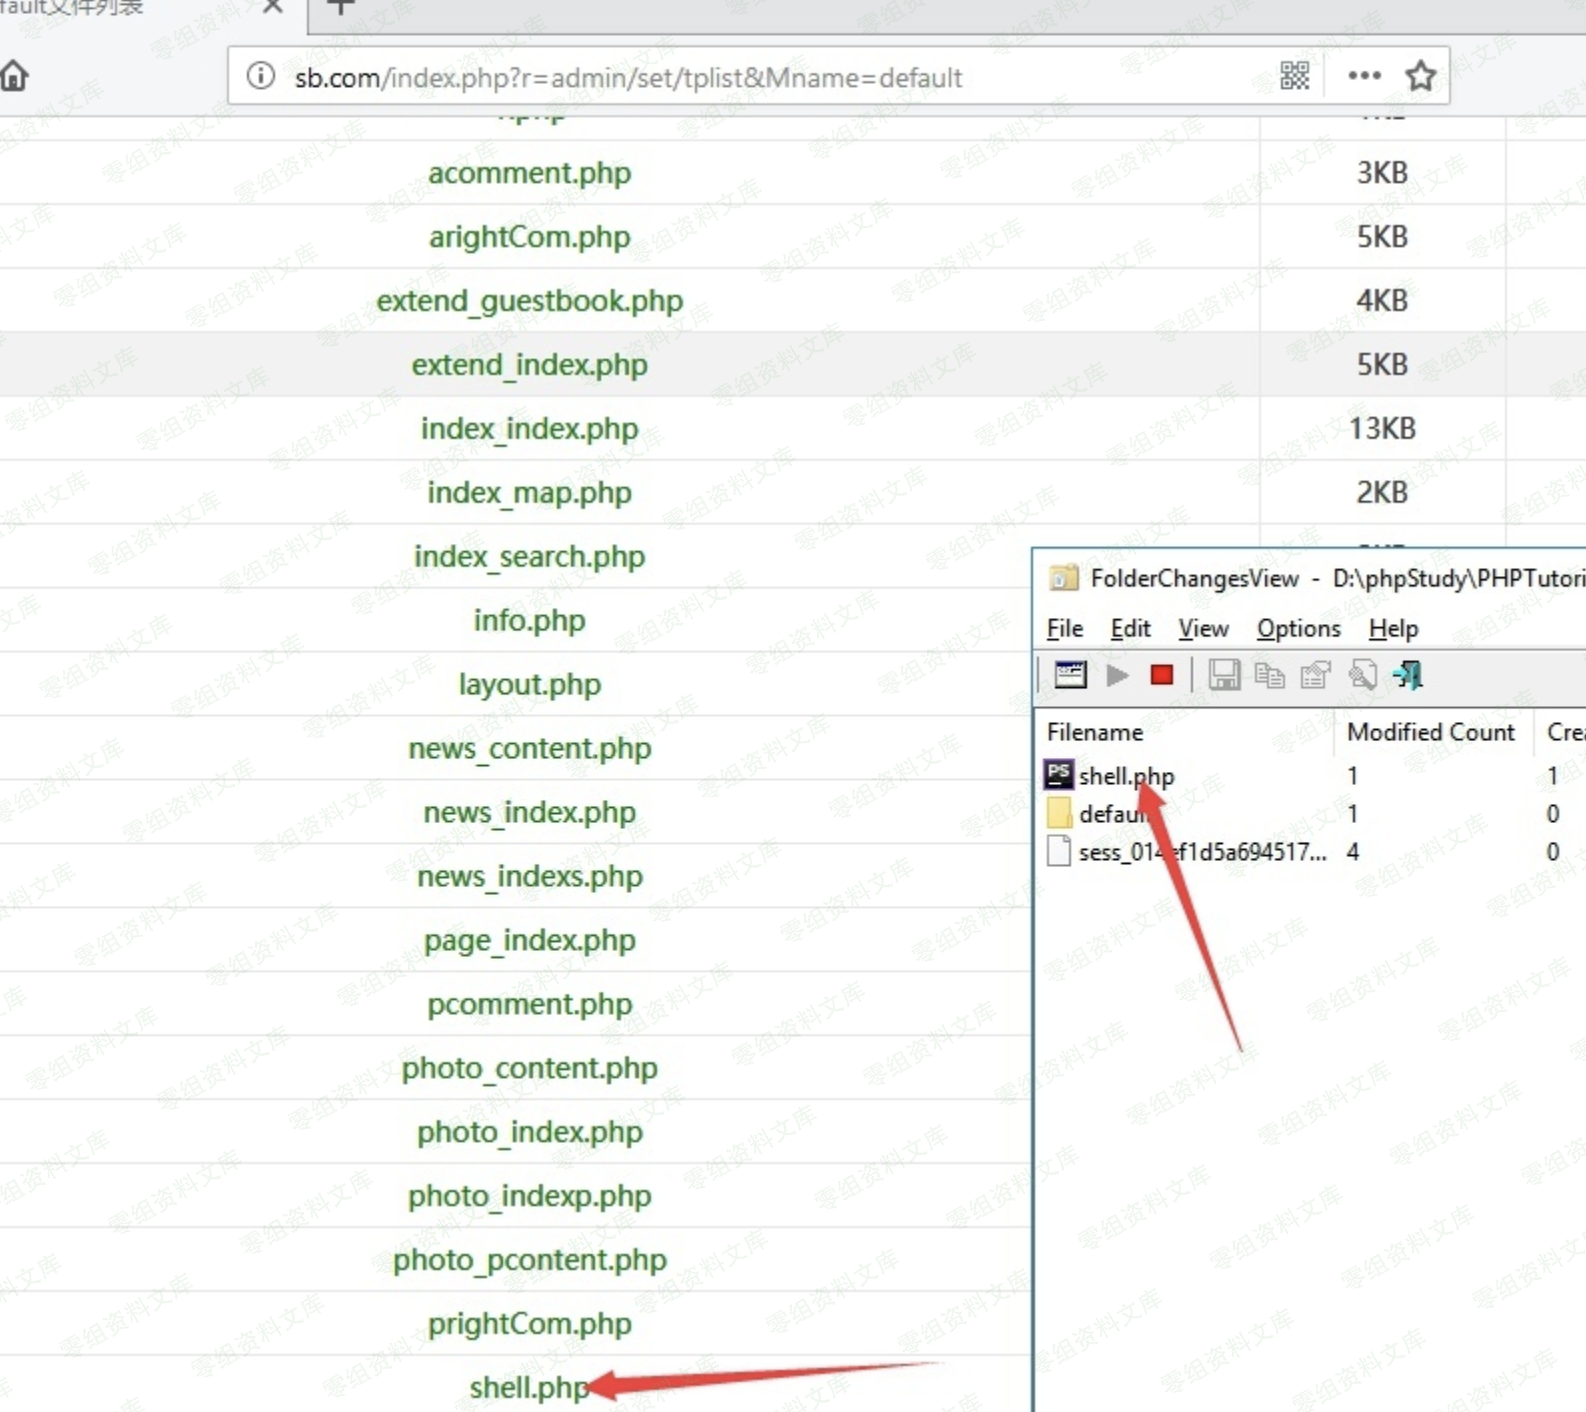 fault文件列表
sb.com/index.php?r=admin/set/tplist&Mname=default
acomment.php 3KB
arightCom.php 5KB
extend_guestbook.php 4KB
extend_index.php 5KB
index_index.php 13KB
index_map.php 2KB
index_search.php
info.php
layout.php
news_content.php
news_index.php
news_indexs.php
page_index.php
pcomment.php
photo_content.php
photo_index.php
photo_indexp.php
photo_pcontent.php
prightCom.php
shell.php
FolderChangesView - D:\phpStudy\PHPTutori
File Edit View Options Help
Filename Modified Count Crea
PS shell.php 1 1
defau 1 0
sess_014ef1d5a694517... 4 0
零组资料文库